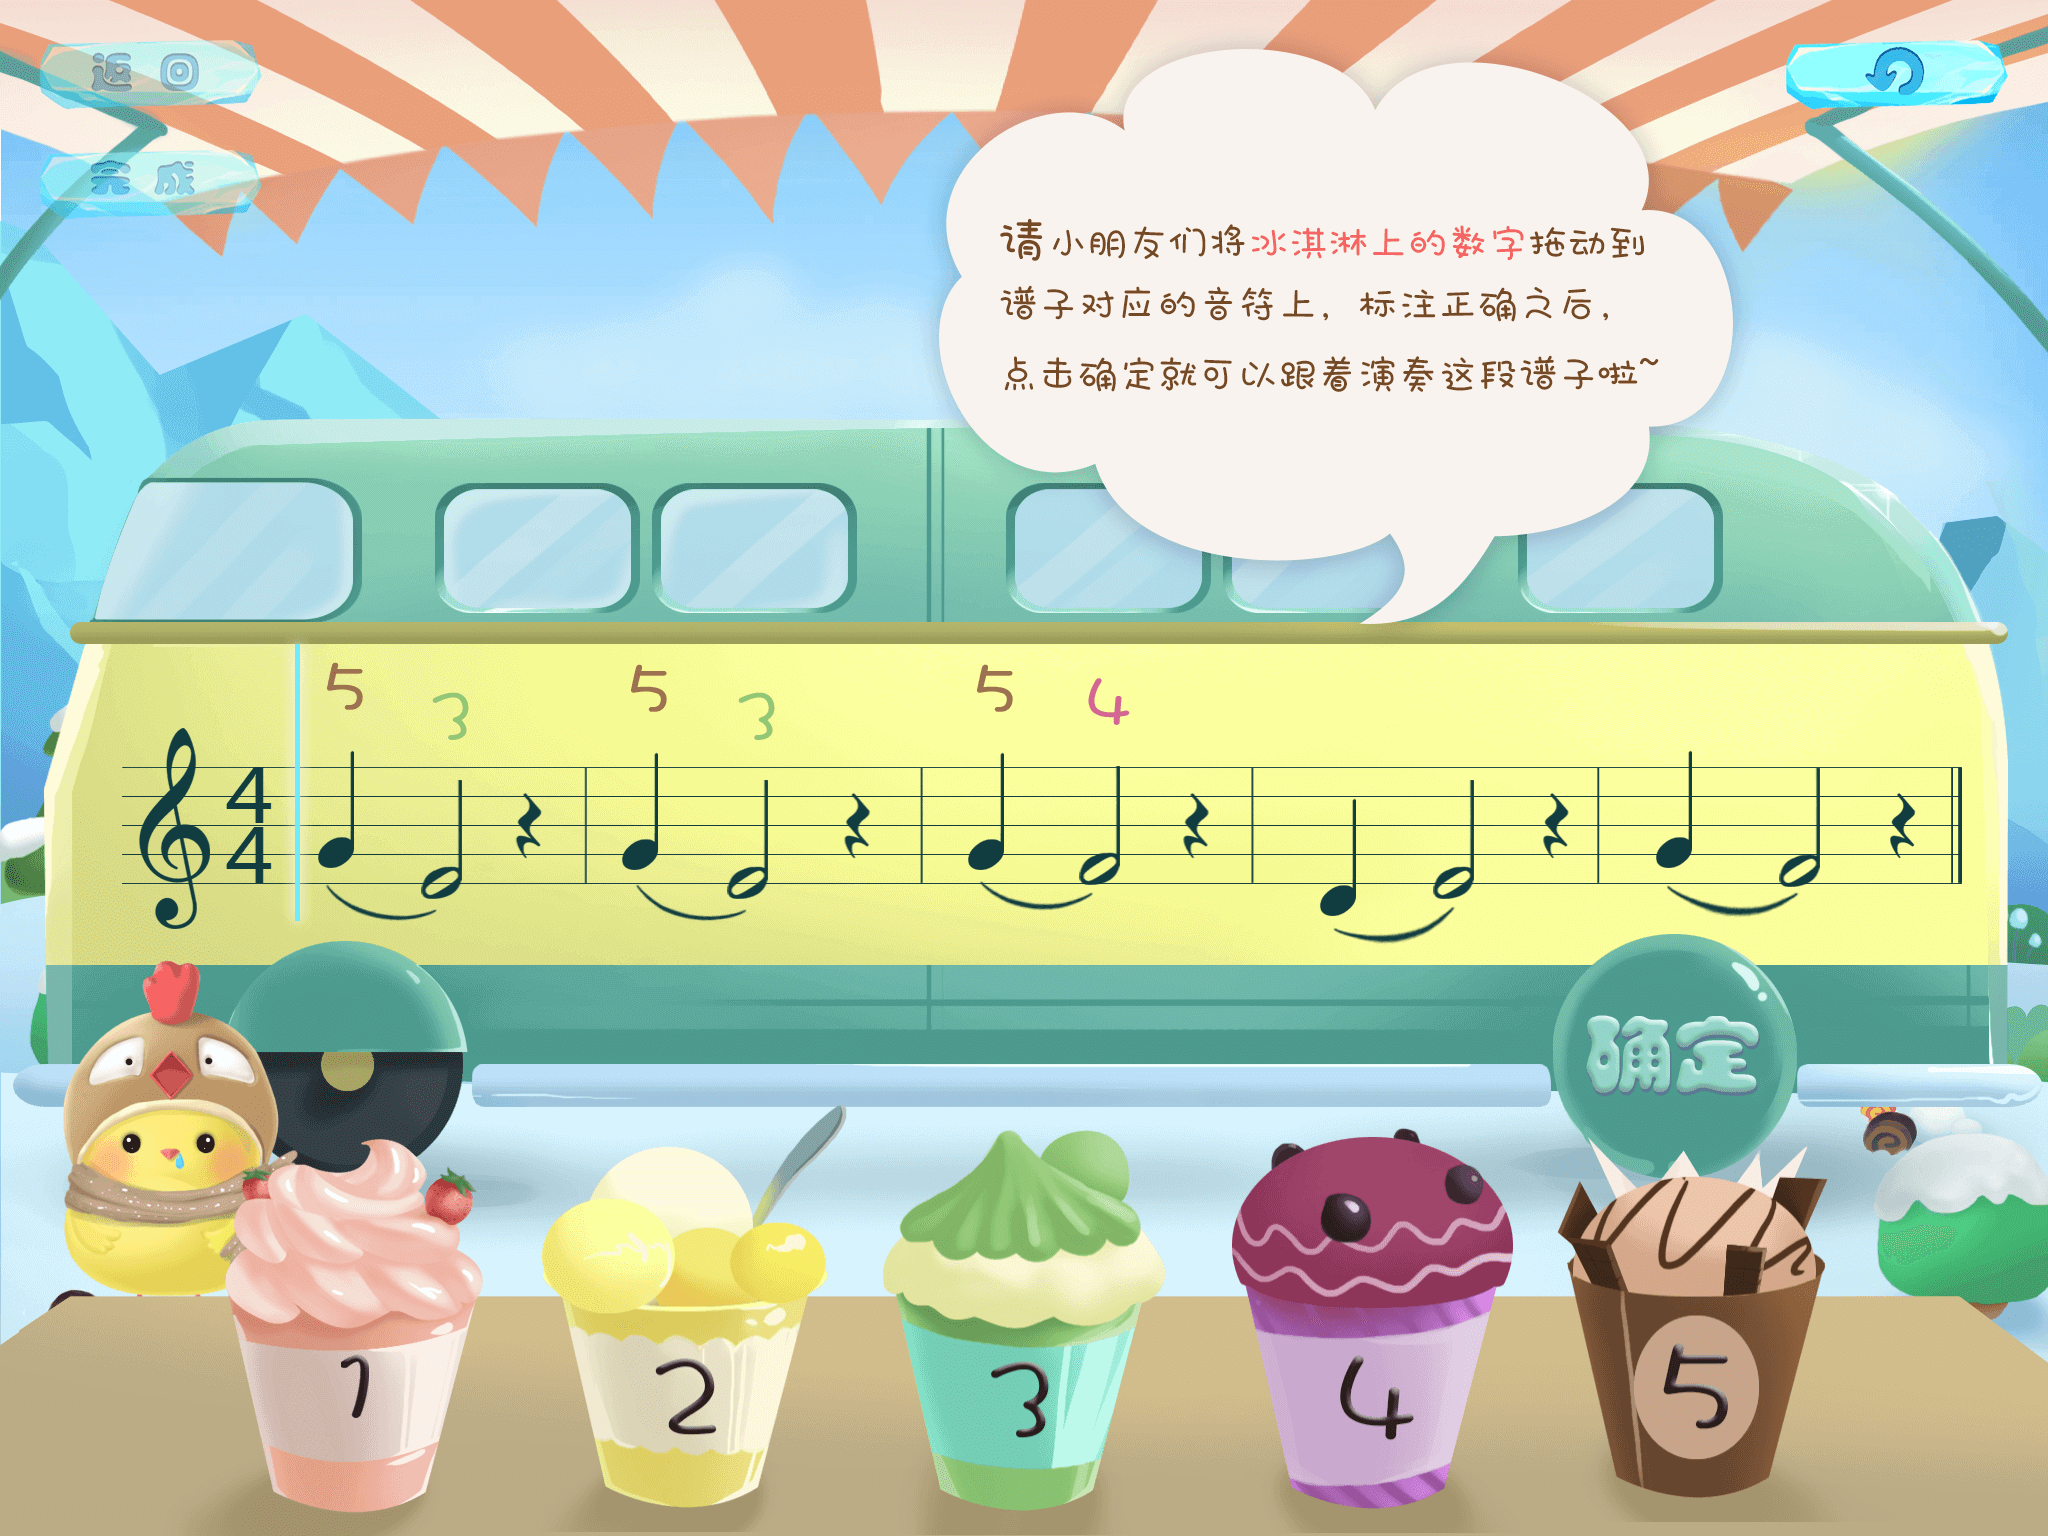 返回
完成
请小朋友们将冰淇淋上的数字拖动到
谱子对应的音符上，标注正确之后，
点击确定就可以跟着演奏这段谱子啦~
5 3 5 3 5 4
4
4
确定
1 2 3 4 5